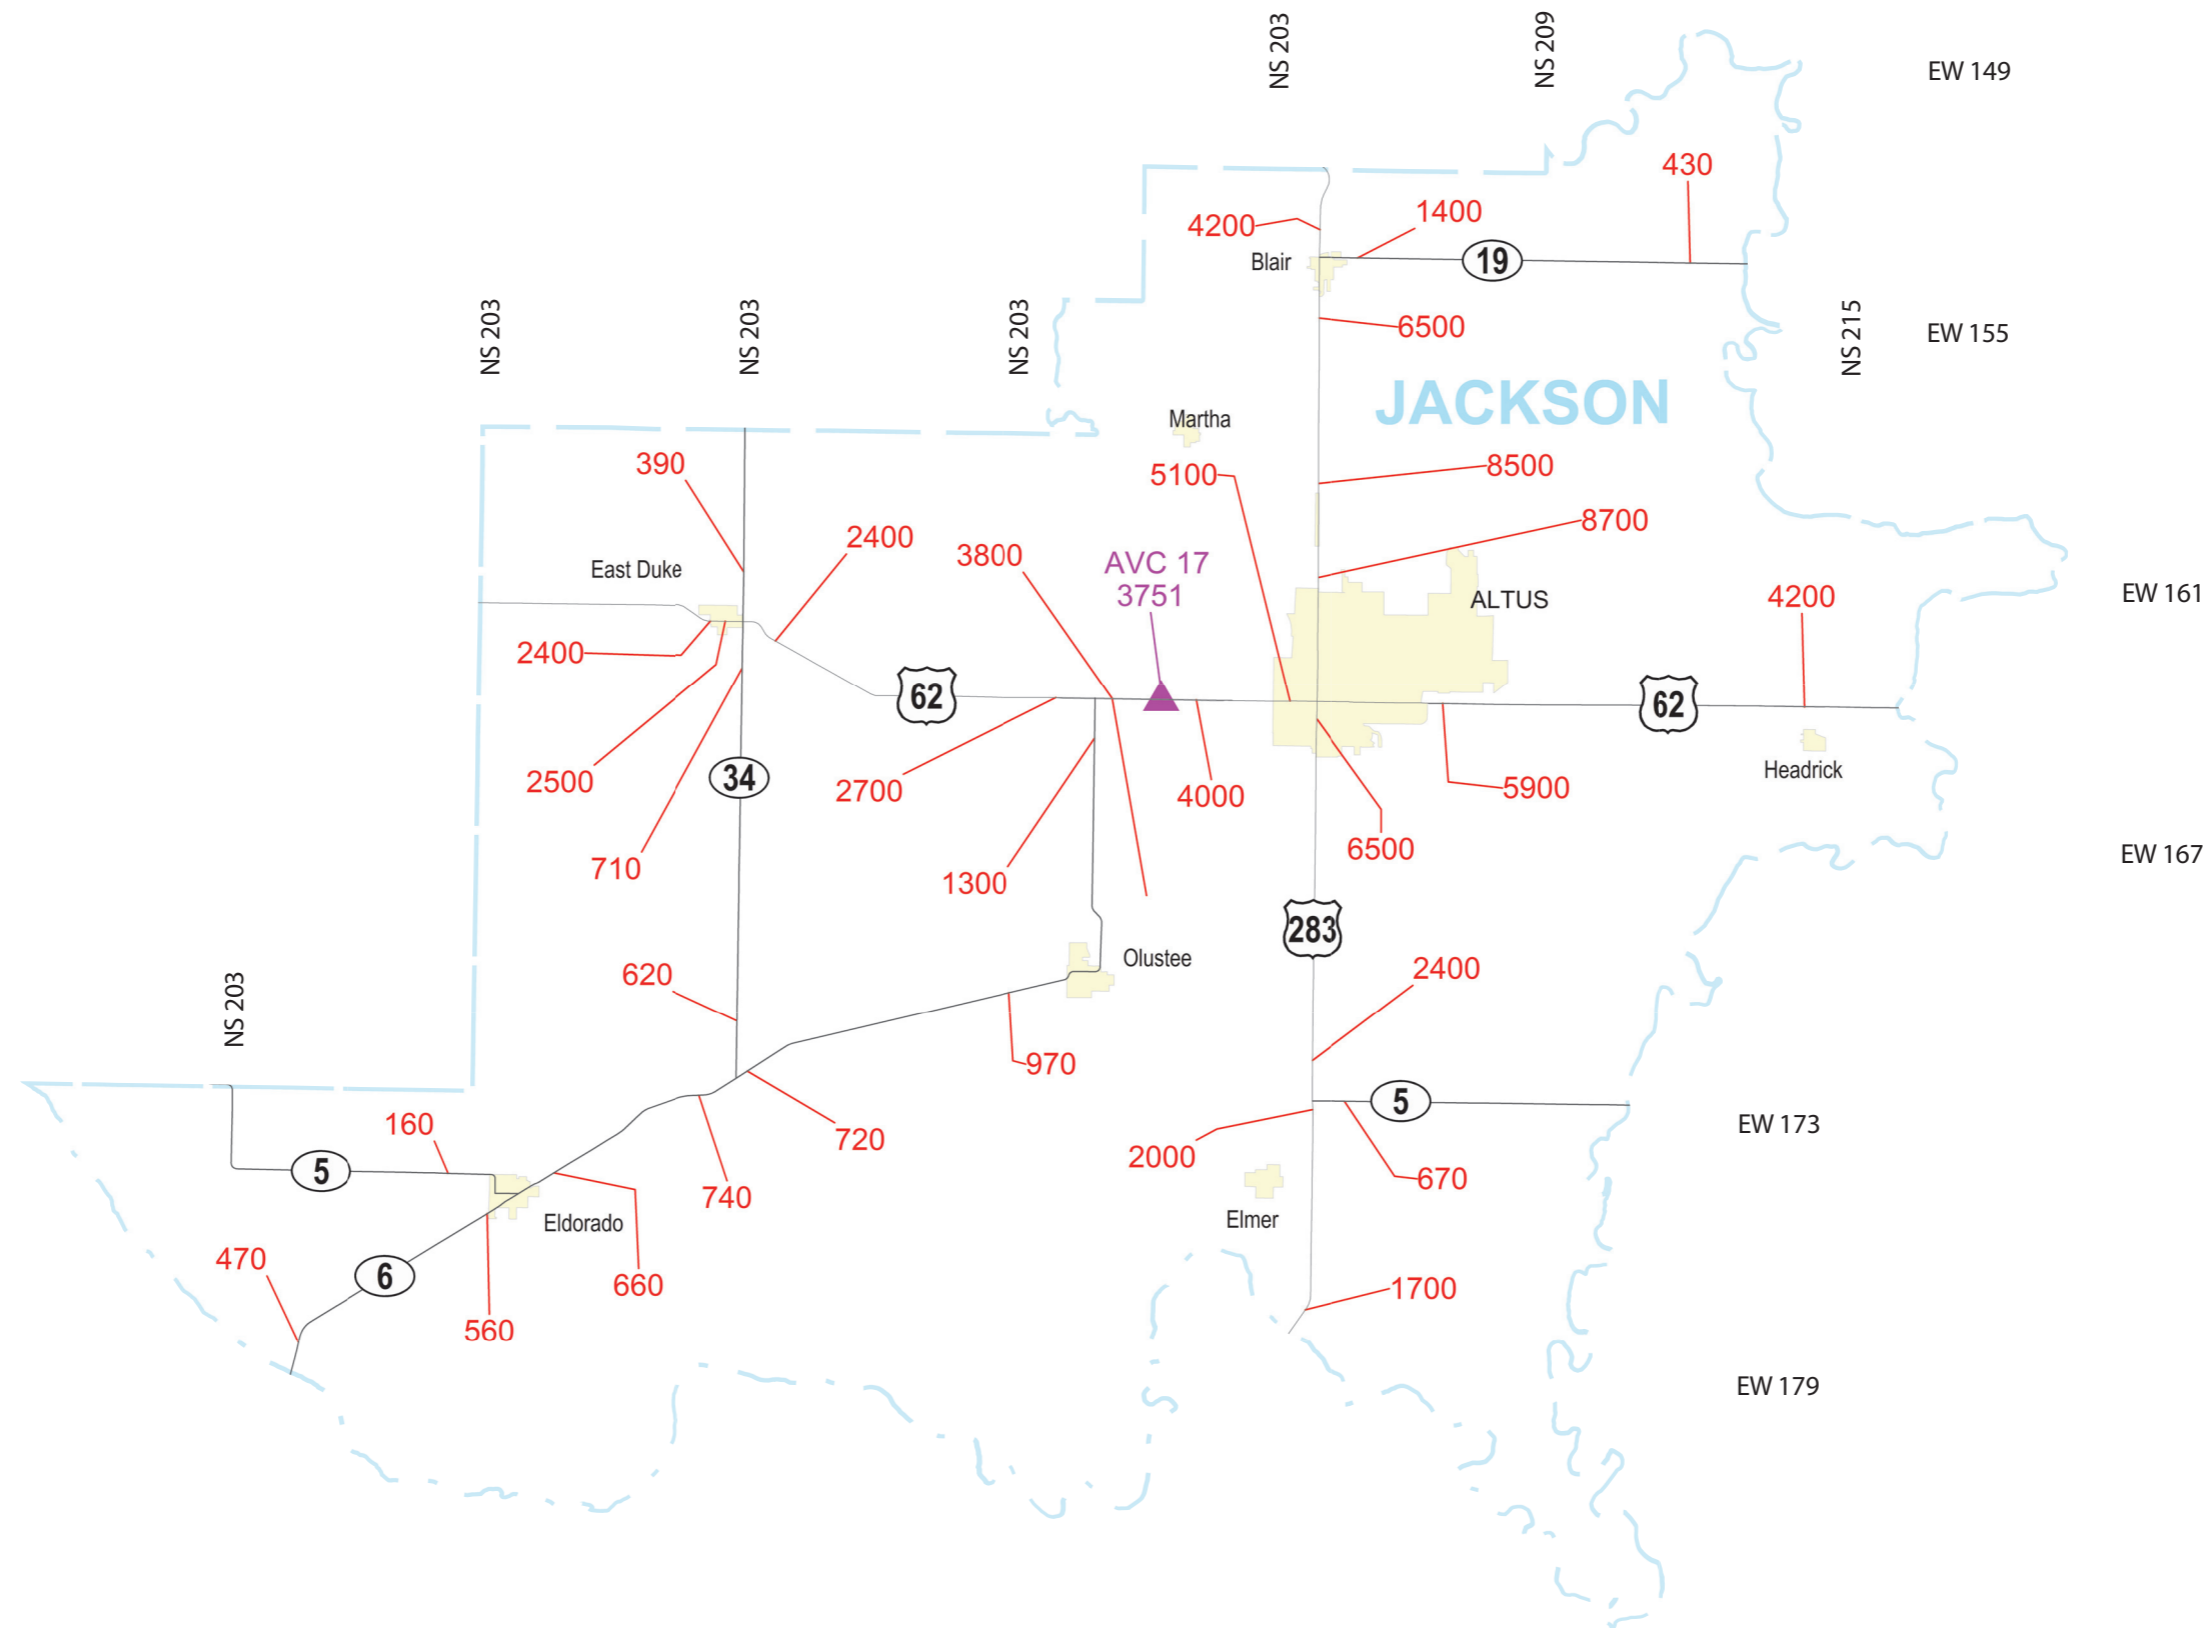 NS 203
NS 209
EW 149
430
4200
1400
Blair
19
6500
NS 203
NS 203
NS 203
NS 215
EW 155
JACKSON
Martha
390
5100
8500
2400
3800
8700
East Duke
AVC 17
3751
ALTUS
4200
EW 161
2400
62
62
2500
34
2700
4000
5900
Headrick
710
1300
6500
EW 167
283
620
Olustee
2400
NS 203
970
160
5
EW 173
720
2000
5
740
670
Eldorado
Elmer
470
6
660
1700
560
EW 179